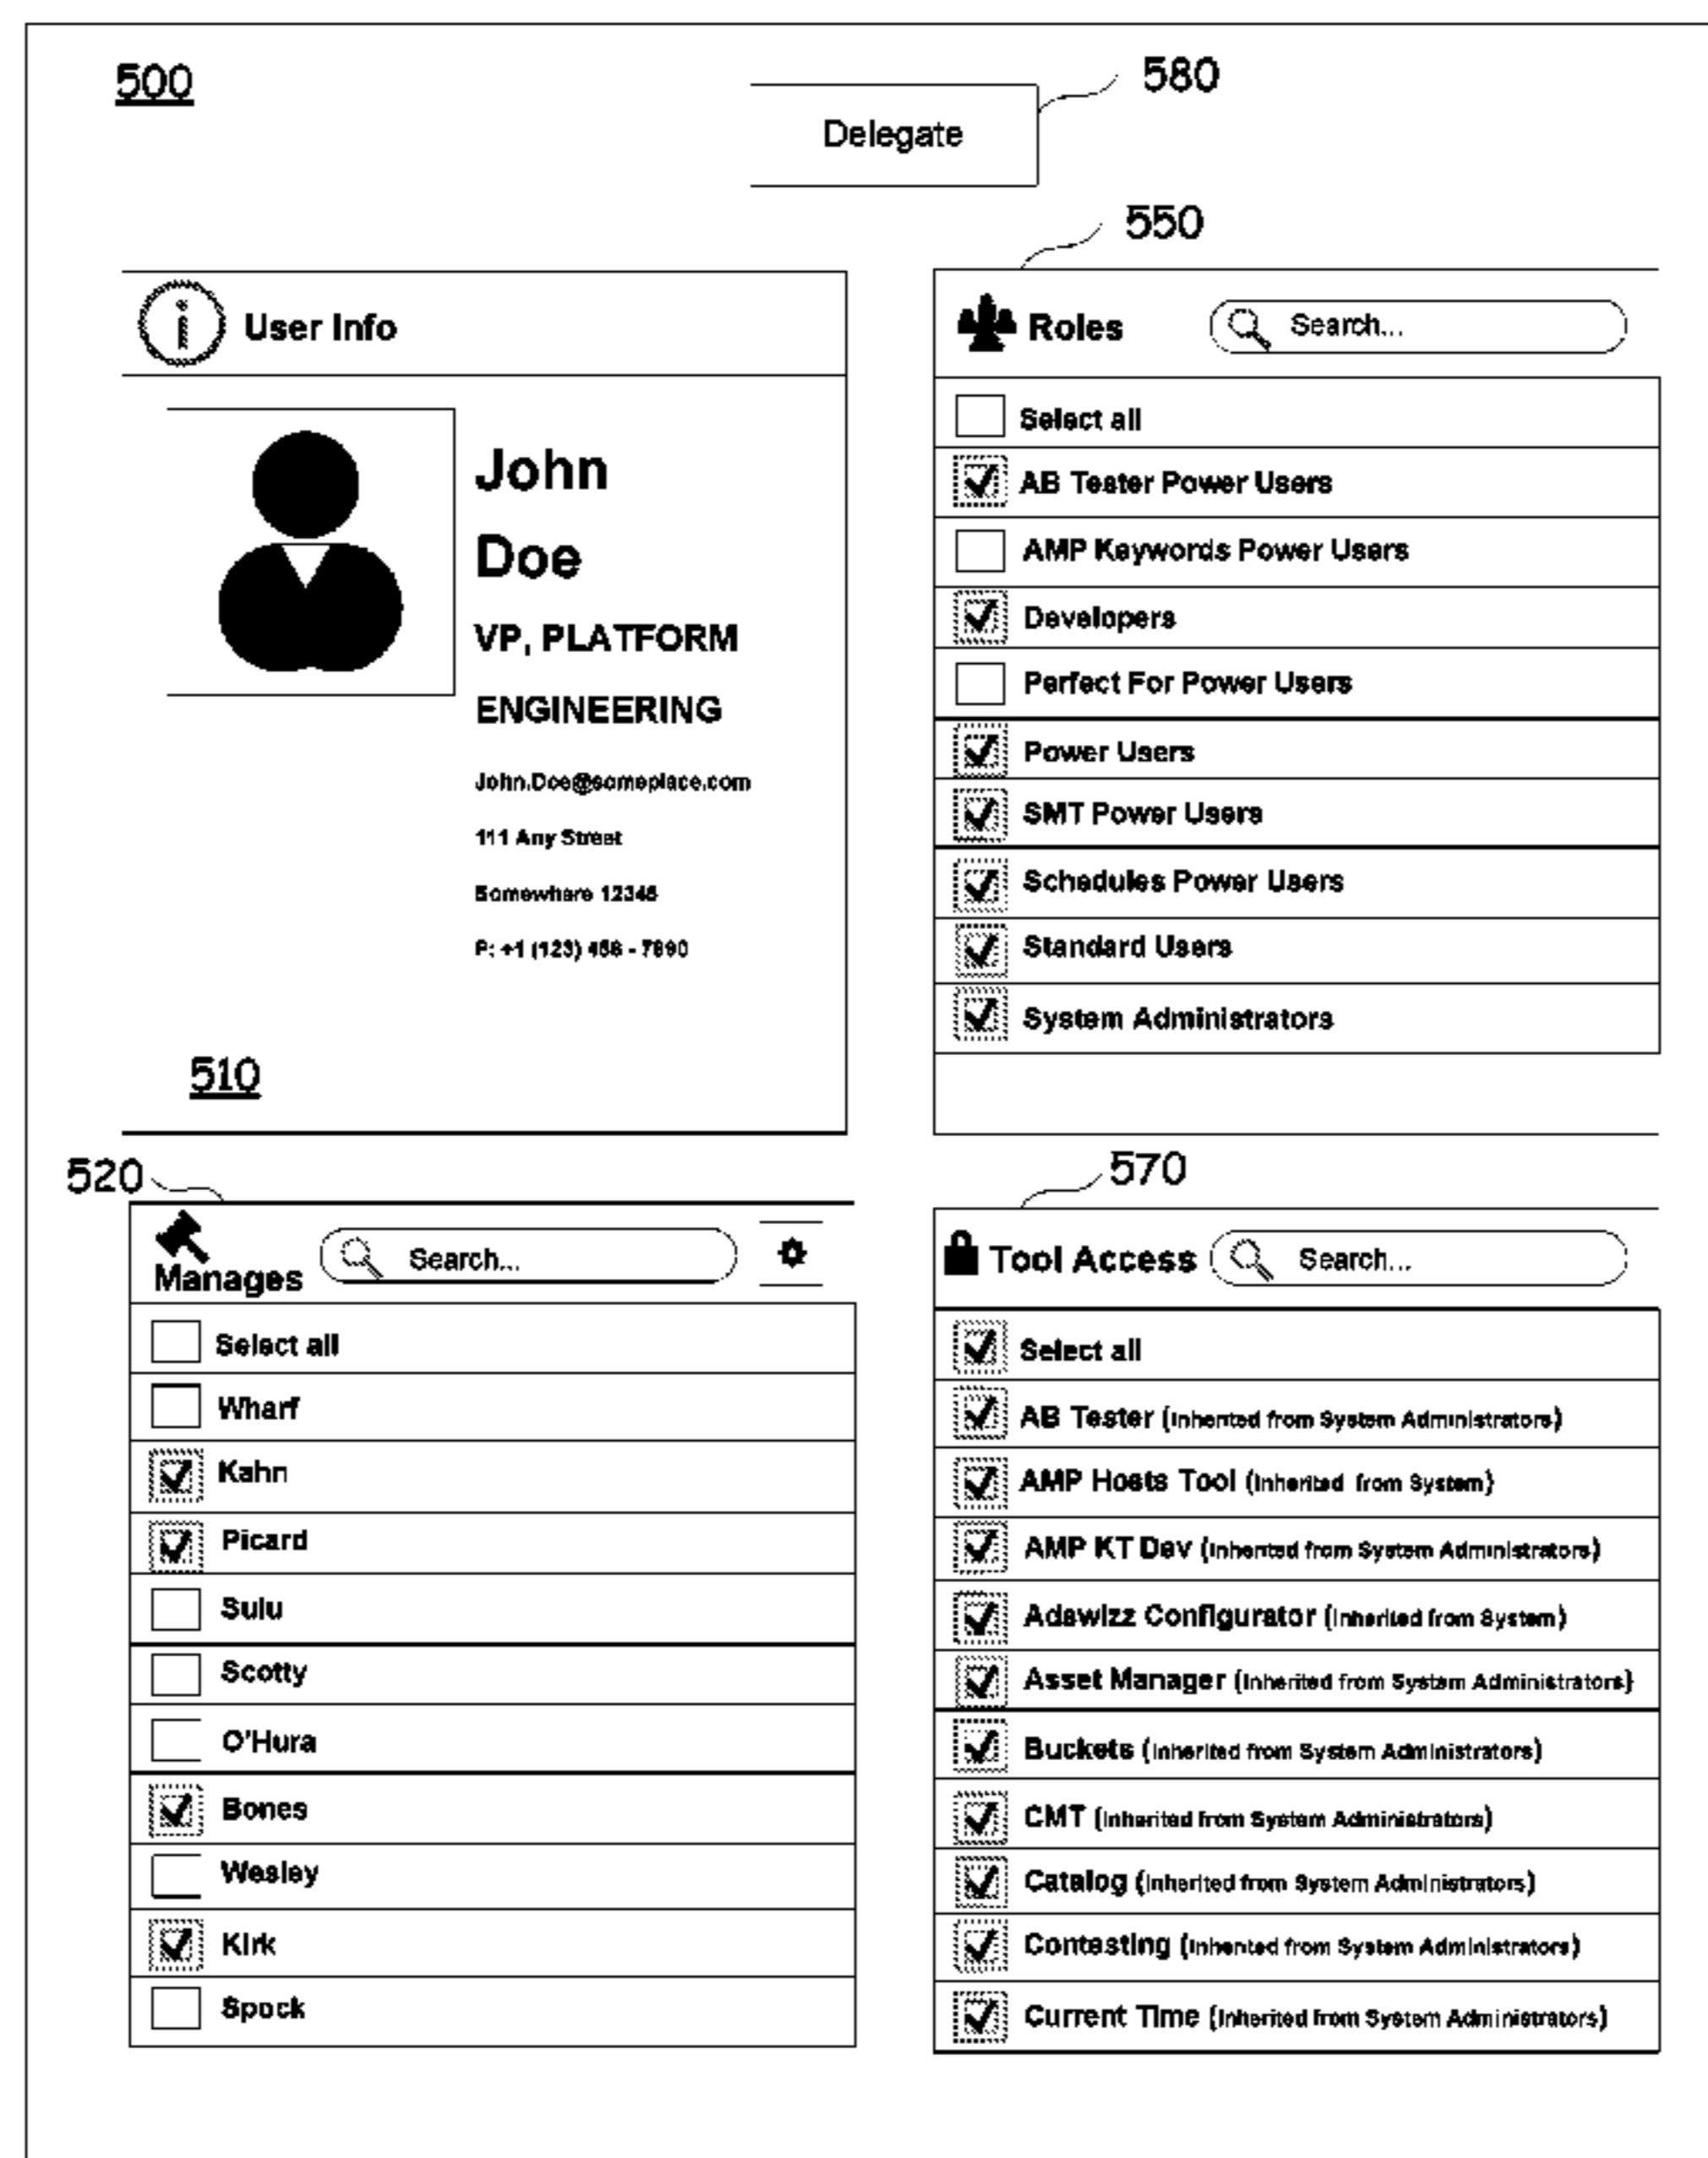 500
Delegate
580
550
User Info
John
Doe
VP, PLATFORM
ENGINEERING
John.Doe@someplace.com
111 Any Street
Somewhere 12345
P: +1 (123) 456 - 7890
510
Roles
Search...
Select all
AB Tester Power Users
AMP Keywords Power Users
Developers
Perfect For Power Users
Power Users
SMT Power Users
Schedules Power Users
Standard Users
System Administrators
520
Manages
Search...
Select all
Wharf
Kahn
Picard
Sulu
Scotty
O'Hura
Bones
Wesley
Kirk
Spock
570
Tool Access
Search...
Select all
AB Tester (Inherited from System Administrators)
AMP Hosts Tool (Inherited from System)
AMP KT Dev (Inherited from System Administrators)
Adswizz Configurator (Inherited from System)
Asset Manager (Inherited from System Administrators)
Buckets (Inherited from System Administrators)
CMT (Inherited from System Administrators)
Catalog (Inherited from System Administrators)
Contesting (Inherited from System Administrators)
Current Time (Inherited from System Administrators)